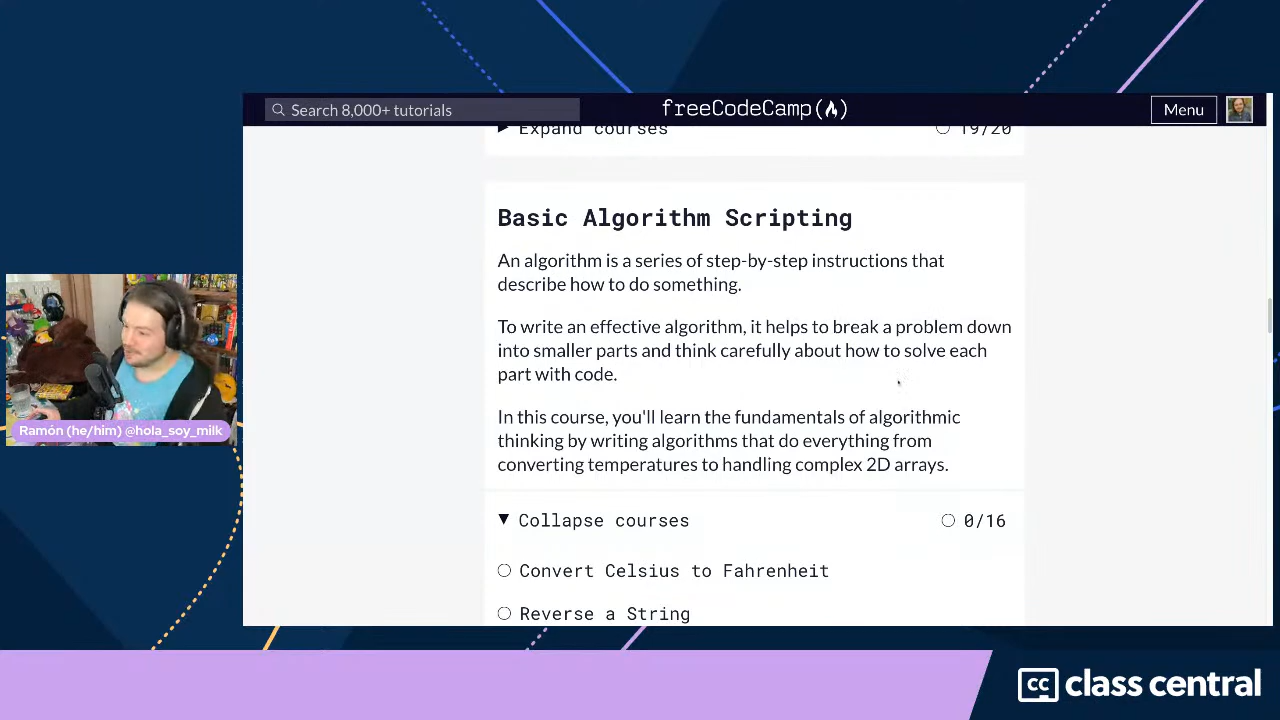 Search 8,000+ tutorials
freeCodeCamp
Menu
Expand courses
19/20
Basic Algorithm Scripting
An algorithm is a series of step-by-step instructions that
describe how to do something.
To write an effective algorithm, it helps to break a problem down
into smaller parts and think carefully about how to solve each
part with code.
In this course, you'll learn the fundamentals of algorithmic
thinking by writing algorithms that do everything from
converting temperatures to handling complex 2D arrays.
Collapse courses
0/16
Convert Celsius to Fahrenheit
Reverse a String
Ramón (he/him) @hola_soy_milk
cc class central